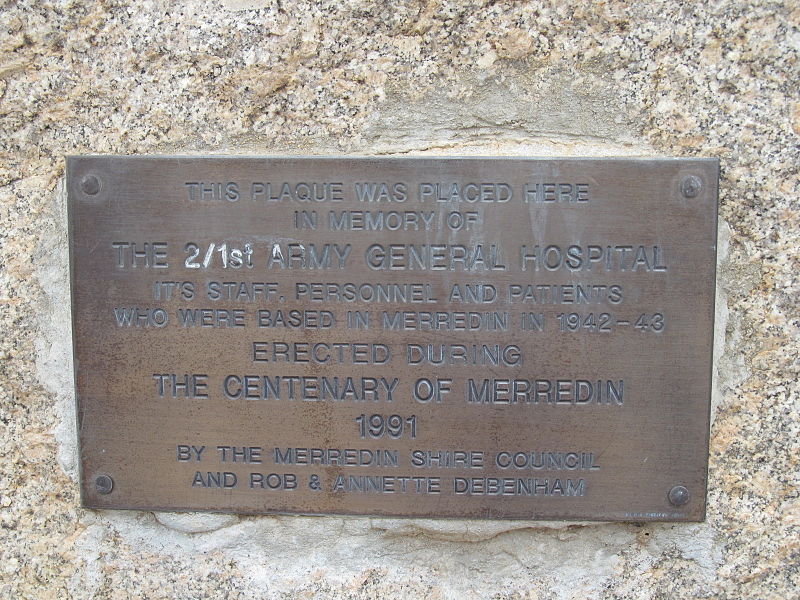 THIS PLAQUE WAS PLACED HERE
IN MEMORY OF
THE 2/1st ARMY GENERAL HOSPITAL
IT'S STAFF, PERSONNEL AND PATIENTS
WHO WERE BASED IN MERREDIN IN 1942-43
ERECTED DURING
THE CENTENARY OF MERREDIN
1991
BY THE MERREDIN SHIRE COUNCIL
AND ROB & ANNETTE DEBENHAM